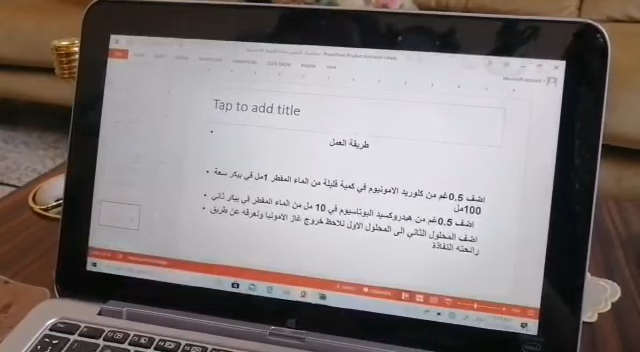 Tap to add title
طريقة العمل
اضف 0.5غم من كلوريد الامونيوم في كمية قليلة من الماء المقطر 1مل في بيكر سعة
100مل
اضف 0.5غم من هيدروكسيد البوتاسيوم في 10 مل من الماء المقطر في بيكر ثاني
اضف المحلول الثاني الى المحلول الاول نلاحظ خروج غاز الامونيا ونعرفه عن طريق
رائحته النفاذة